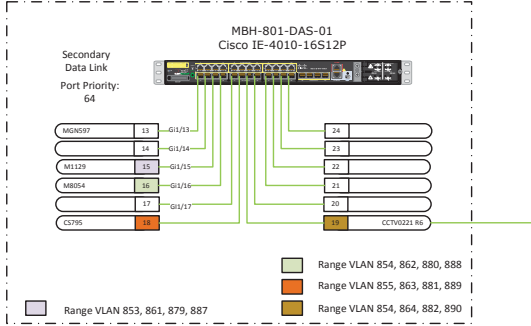 MBH-801-DAS-01
Cisco IE-4010-16S12P
Secondary
Data Link
Port Priority:
64
MGN597 13 Gi1/13
14 Gi1/14
M1129 15 Gi1/15
M8054 16 Gi1/16
17 Gi1/17
CS795 18
24
23
22
21
20
19 CCTV0221 R6
Range VLAN 854, 862, 880, 888
Range VLAN 855, 863, 881, 889
Range VLAN 853, 861, 879, 887
Range VLAN 854, 864, 882, 890